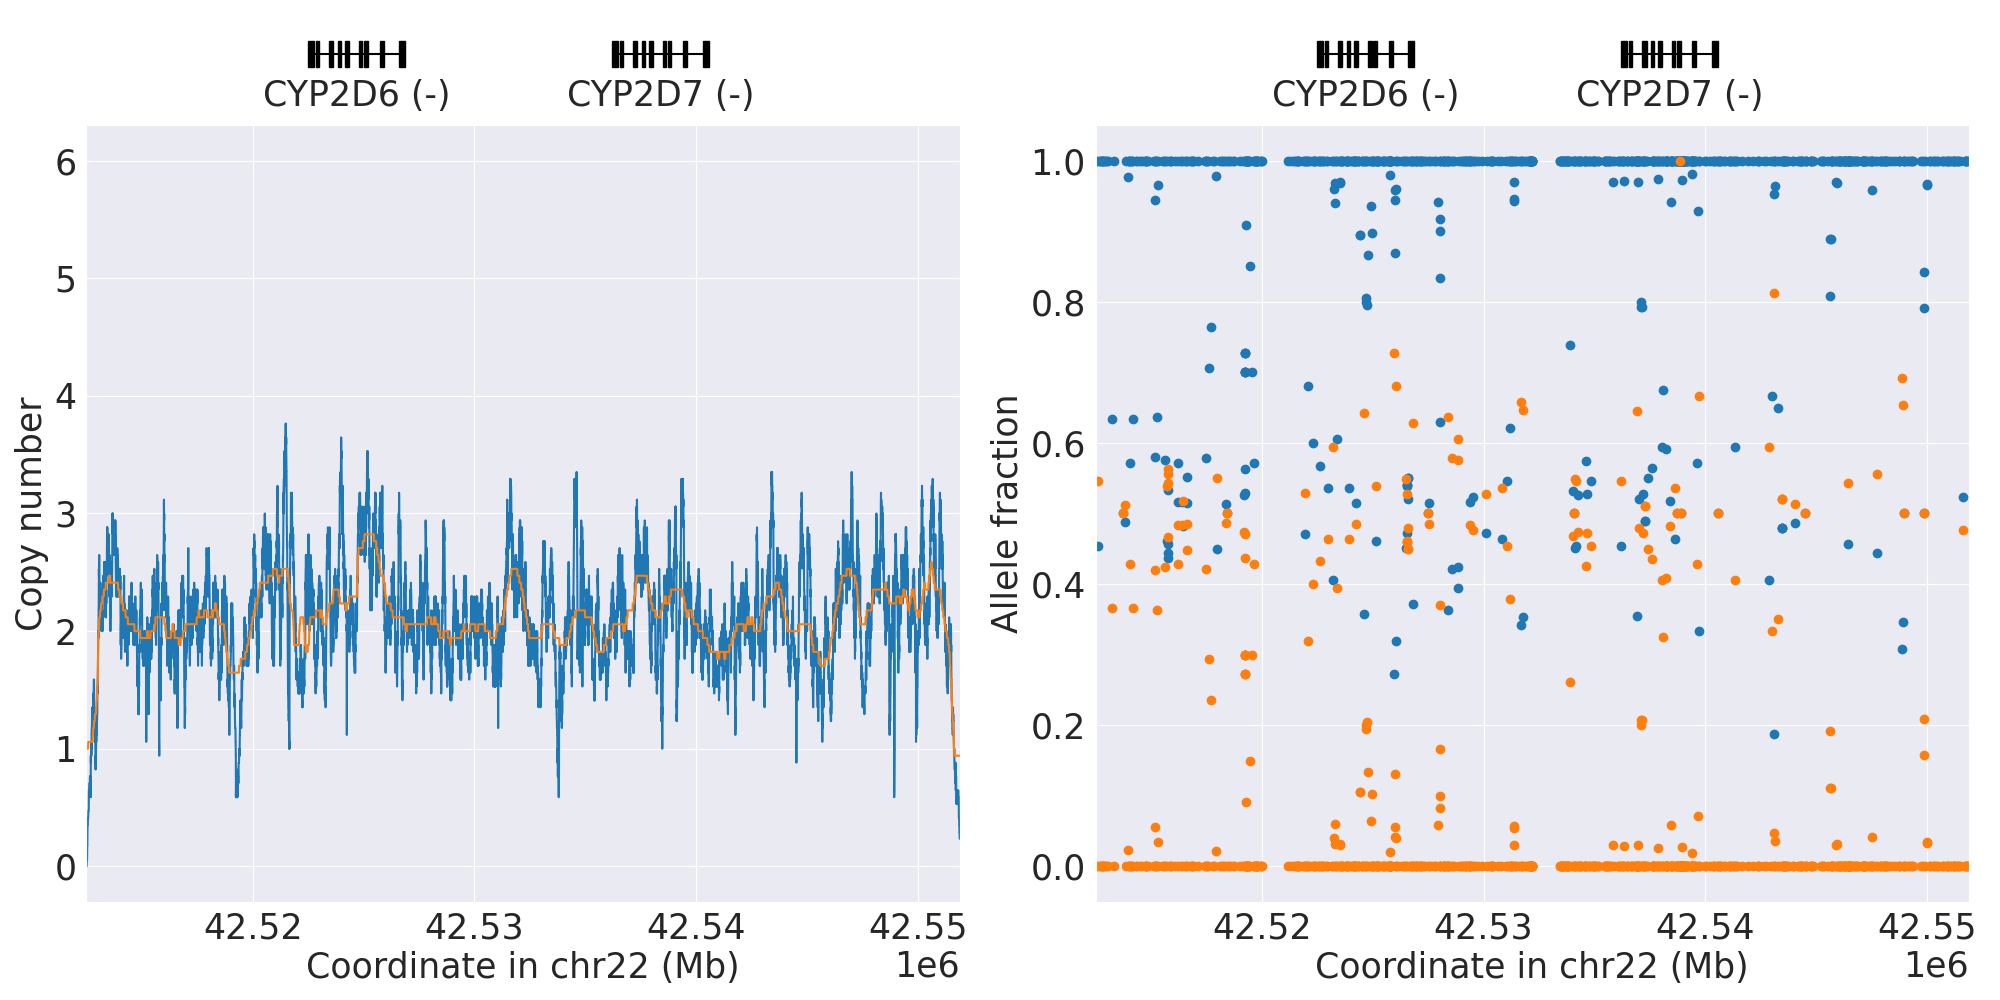 CYP2D6 (-) CYP2D7 (-)
6
5
4
3
2
1
0
Copy number
42.52 42.53 42.54 42.55
Coordinate in chr22 (Mb)
1e6
CYP2D6 (-) CYP2D7 (-)
1.0
0.8
0.6
0.4
0.2
0.0
Allele fraction
42.52 42.53 42.54 42.55
Coordinate in chr22 (Mb)
1e6